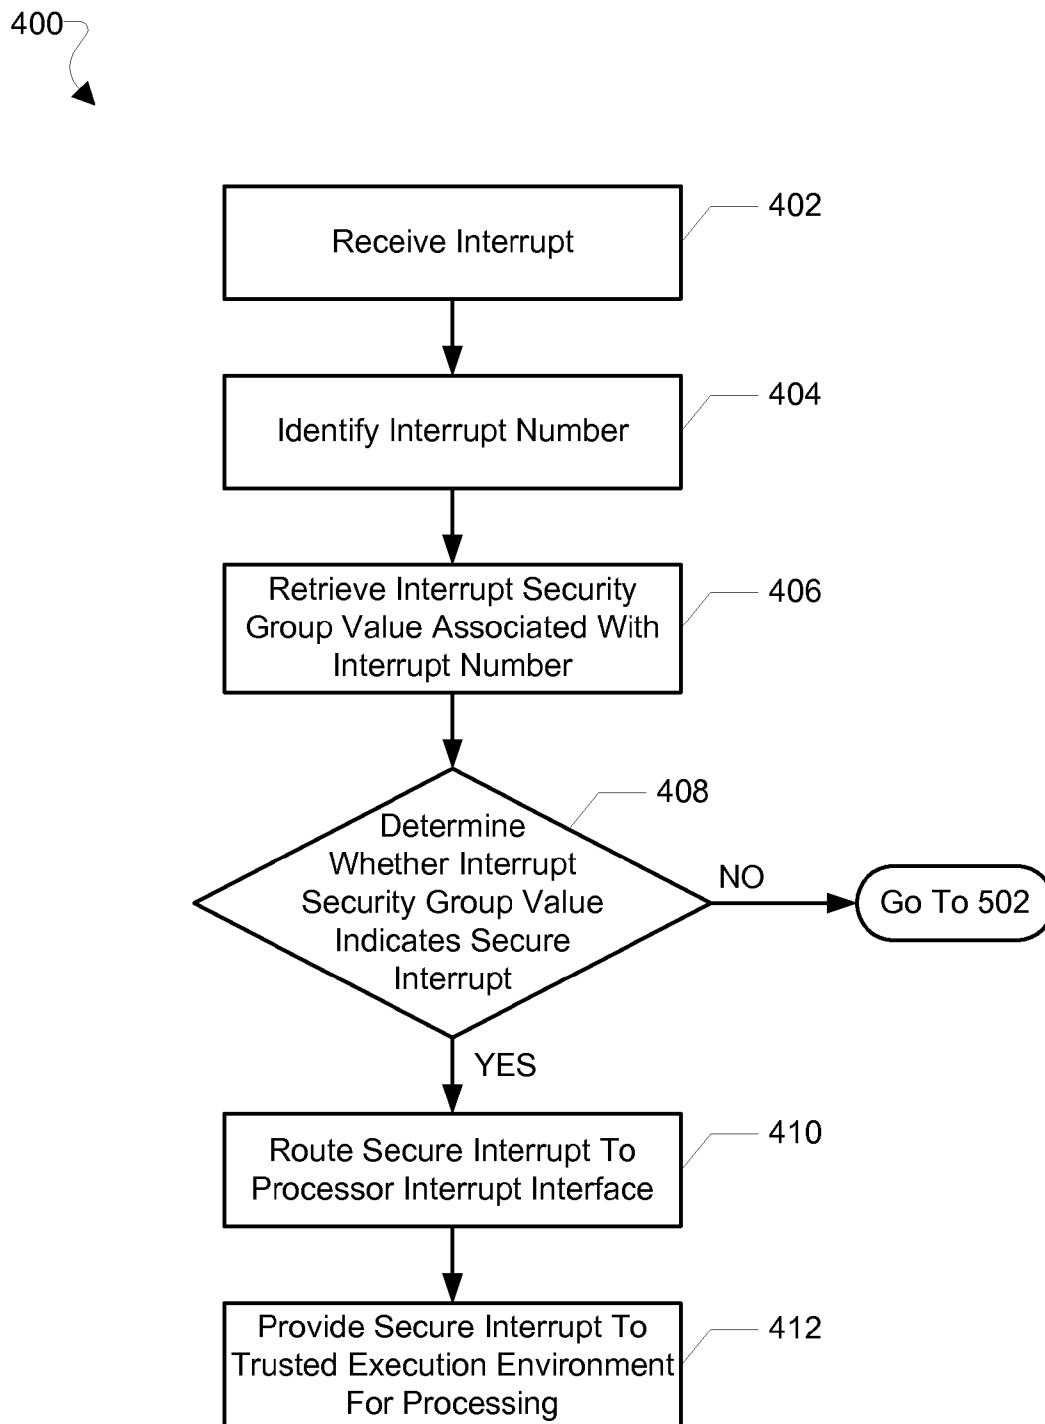 400
Receive Interrupt
402
Identify Interrupt Number
404
Retrieve Interrupt Security
Group Value Associated With
Interrupt Number
406
Determine
Whether Interrupt
Security Group Value
Indicates Secure
Interrupt
408
NO
Go To 502
YES
Route Secure Interrupt To
Processor Interrupt Interface
410
Provide Secure Interrupt To
Trusted Execution Environment
For Processing
412